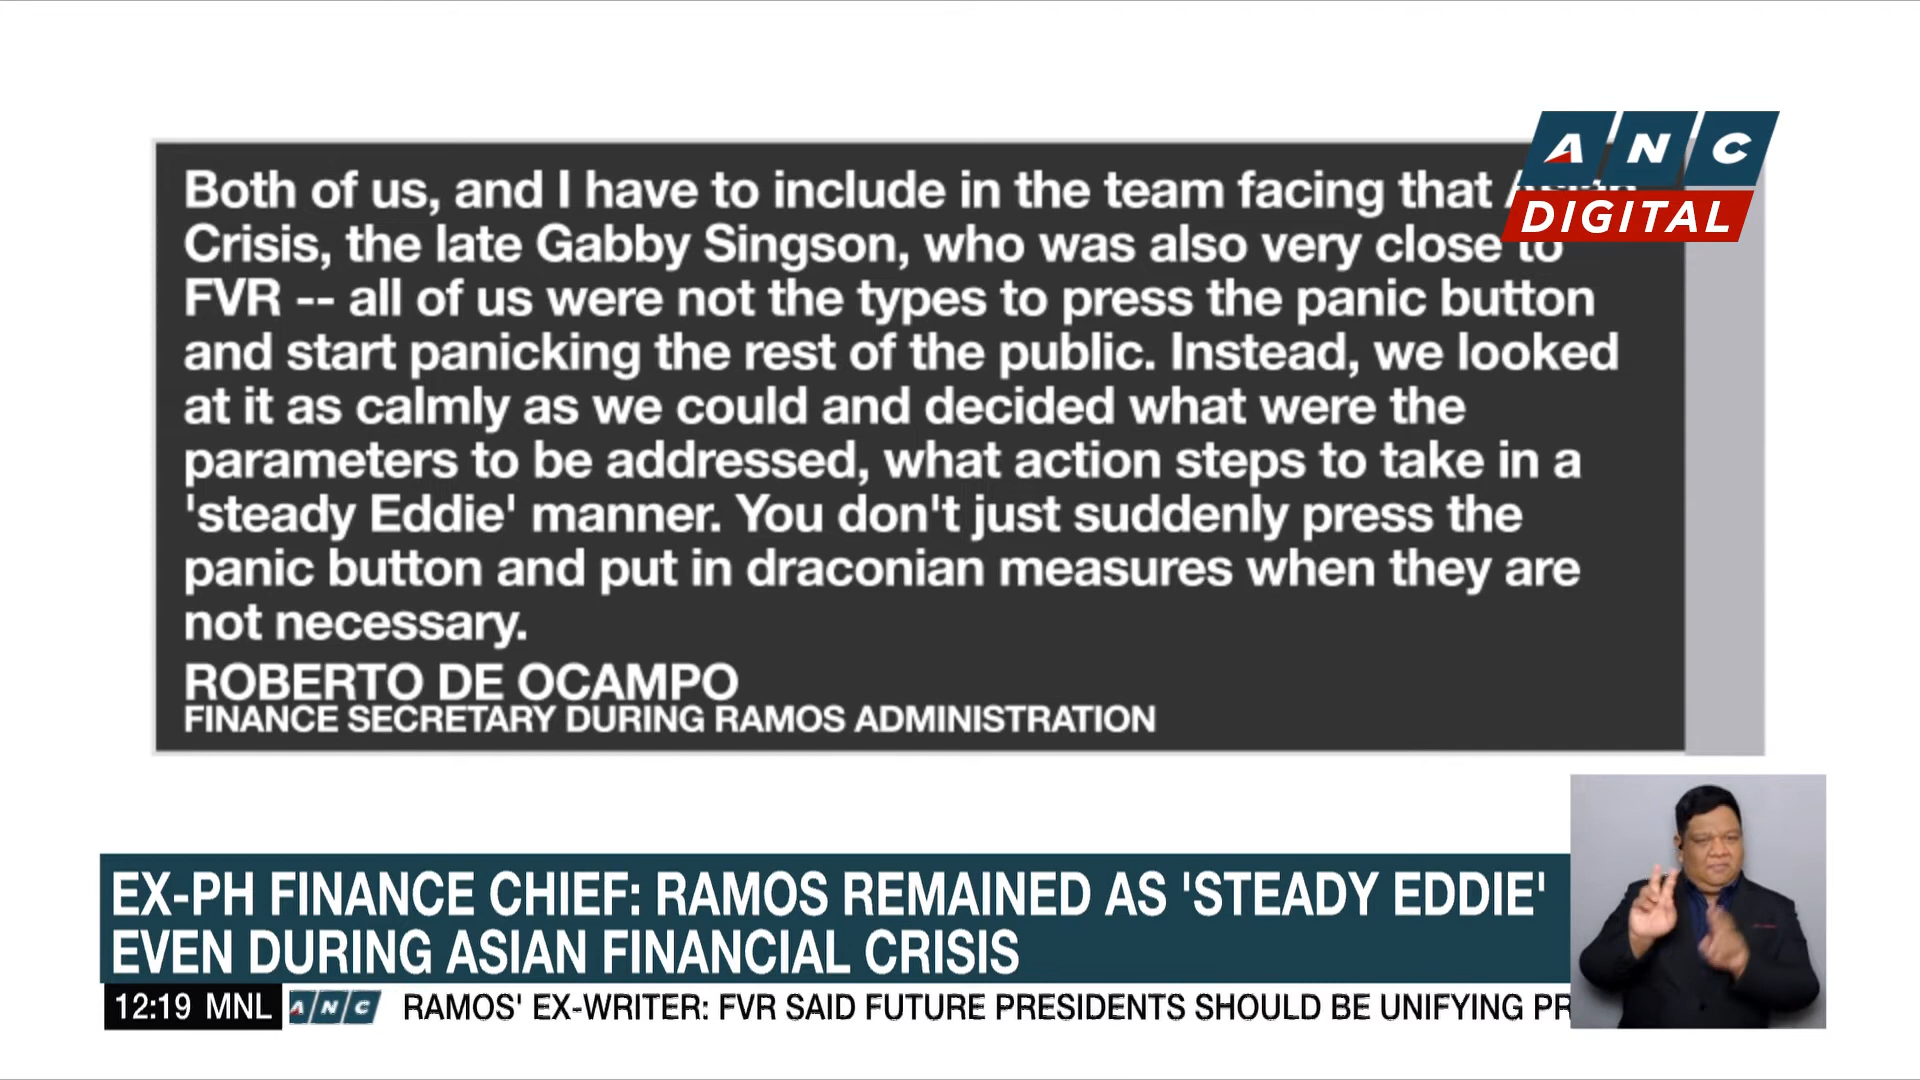 ANC
DIGITAL
Both of us, and I have to include in the team facing that
Crisis, the late Gabby Singson, who was also very close to
FVR -- all of us were not the types to press the panic button
and start panicking the rest of the public. Instead, we looked
at it as calmly as we could and decided what were the
parameters to be addressed, what action steps to take in a
'steady Eddie' manner. You don't just suddenly press the
panic button and put in draconian measures when they are
not necessary.
ROBERTO DE OCAMPO
FINANCE SECRETARY DURING RAMOS ADMINISTRATION
EX-PH FINANCE CHIEF: RAMOS REMAINED AS 'STEADY EDDIE'
EVEN DURING ASIAN FINANCIAL CRISIS
12:19 MNL ANC RAMOS' EX-WRITER: FVR SAID FUTURE PRESIDENTS SHOULD BE UNIFYING PR